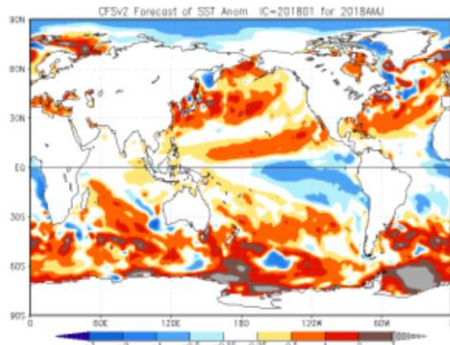 CFSv2 Forecast of SST Anom IC=201801 for 2018AMJ
90N
60N
30N
EQ
30S
60S
90S
0 60E 120E 180 120W 60W